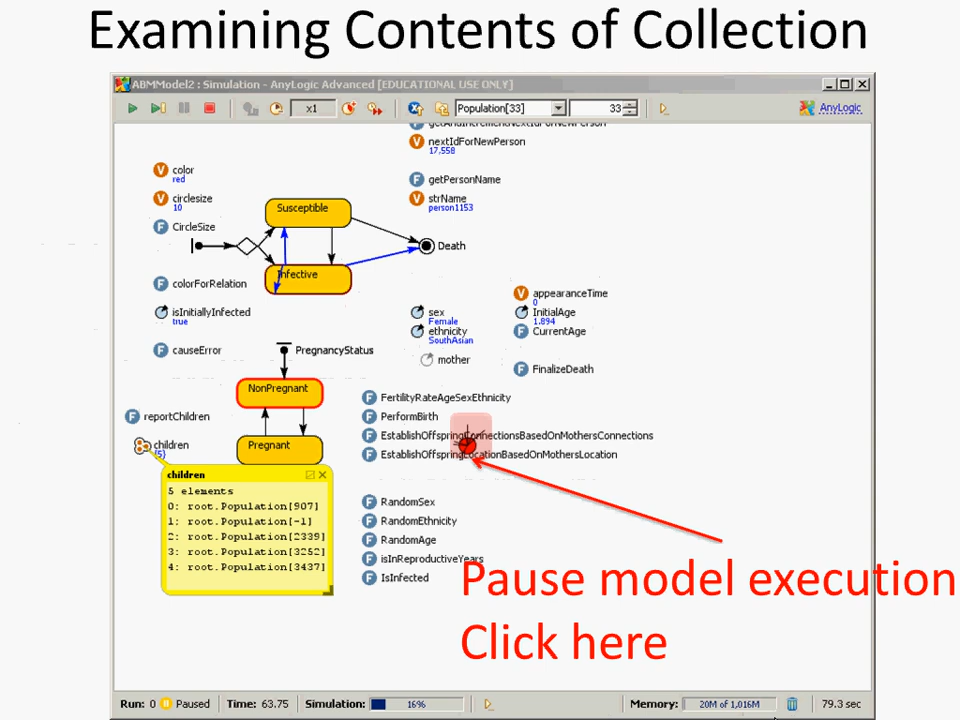 Examining Contents of Collection
ABMModel2 : Simulation - AnyLogic Advanced [EDUCATIONAL USE ONLY]
x1
Population[33]
33
AnyLogic
getAndIncrementNextIdForNewPerson
nextIdForNewPerson
17,558
color
red
getPersonName
circlesize
10
strName
person1153
Susceptible
CircleSize
Death
Infective
colorForRelation
appearanceTime
0
isInitiallyInfected
true
sex
Female
InitialAge
1.894
ethnicity
SouthAsian
CurrentAge
causeError
PregnancyStatus
mother
FinalizeDeath
NonPregnant
FertilityRateAgeSexEthnicity
reportChildren
PerformBirth
EstablishOffspringConnectionsBasedOnMothersConnections
children
{5}
Pregnant
EstablishOffspringLocationBasedOnMothersLocation
children
5 elements
0: root.Population[907]
1: root.Population[-1]
2: root.Population[2339]
3: root.Population[3252]
4: root.Population[3437]
RandomSex
RandomEthnicity
RandomAge
isInReproductiveYears
IsInfected
Pause model execution
Click here
Run: 0 Paused Time: 63.75 Simulation: 16% Memory: 20M of 1,016M 79.3 sec